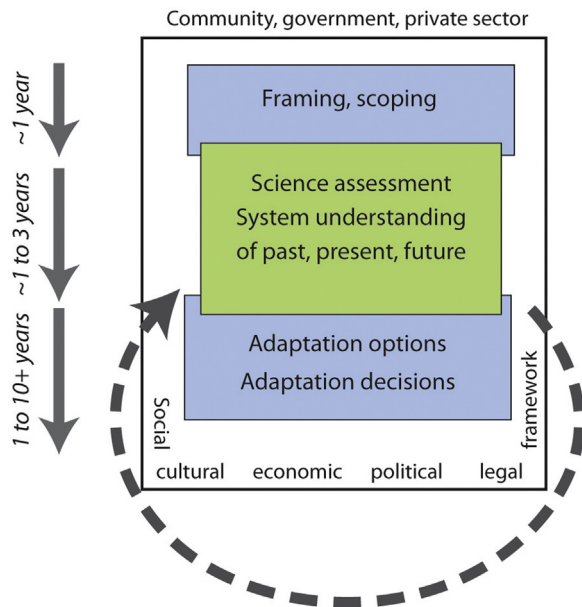 Community, government, private sector
~1 year
Framing, scoping
~1 to 3 years
Science assessment
System understanding
of past, present, future
1 to 10+ years
Adaptation options
Adaptation decisions
Social
cultural economic political legal
framework